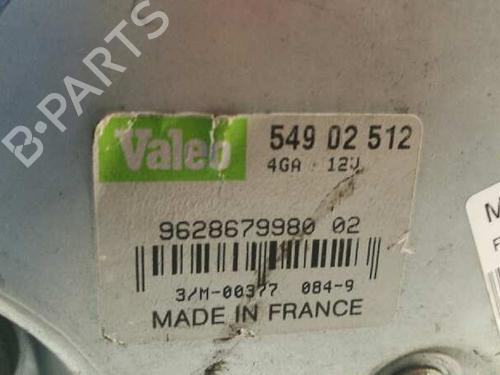 B-PARTS
Valeo 549 02 512
4GA - 12V
9628679980 02
3/M-00377 084-9
MADE IN FRANCE